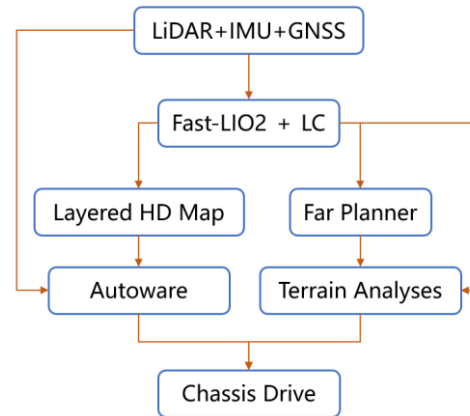 LiDAR+IMU+GNSS
Fast-LIO2 + LC
Layered HD Map
Far Planner
Autoware
Terrain Analyses
Chassis Drive